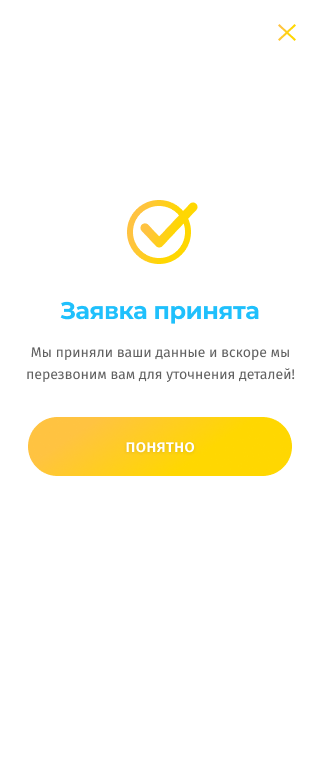 Заявка принята
Мы приняли ваши данные и вскоре мы
перезвоним вам для уточнения деталей!
ПОНЯТНО